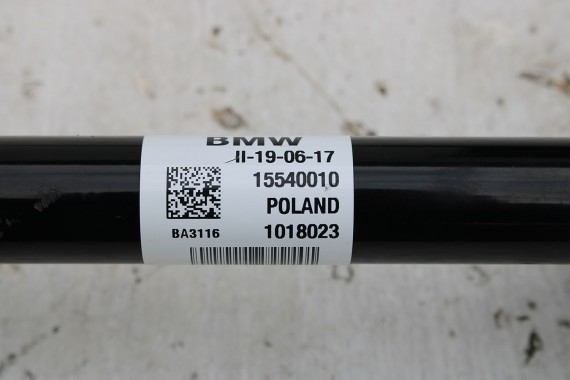 BMW
II-19-06-17
15540010
POLAND
BA3116 1018023